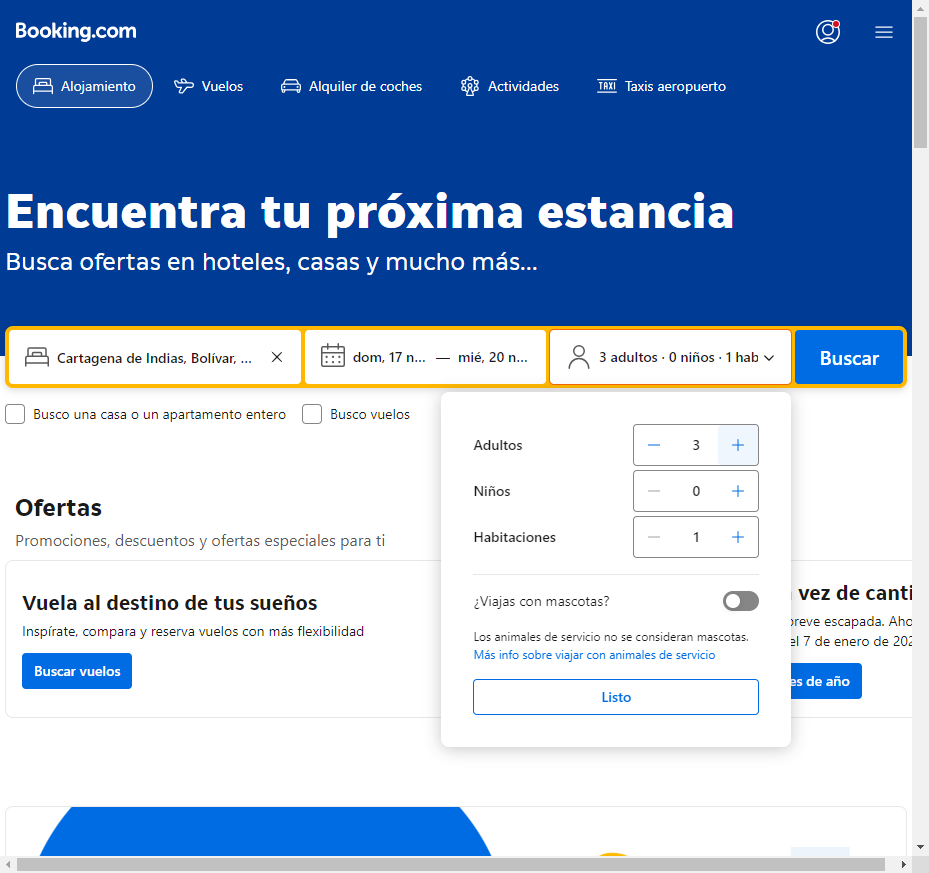 Booking.com
Alojamiento
Vuelos
Alquiler de coches
Actividades
TAXI
Taxis aeropuerto
Encuentra tu próxima estancia
Busca ofertas en hoteles, casas y mucho más...
Cartagena de Indias, Bolívar, ...
dom, 17 n... — mié, 20 n...
3 adultos · 0 niños · 1 hab
Buscar
Busco una casa o un apartamento entero
Busco vuelos
Adultos
3
Niños
0
Habitaciones
1
¿Viajas con mascotas?
Los animales de servicio no se consideran mascotas.
Más info sobre viajar con animales de servicio
Listo
Ofertas
Promociones, descuentos y ofertas especiales para ti
Vuela al destino de tus sueños
Inspírate, compara y reserva vuelos con más flexibilidad
Buscar vuelos
vez de canti
breve escapada. Aho
el 7 de enero de 202
es de año